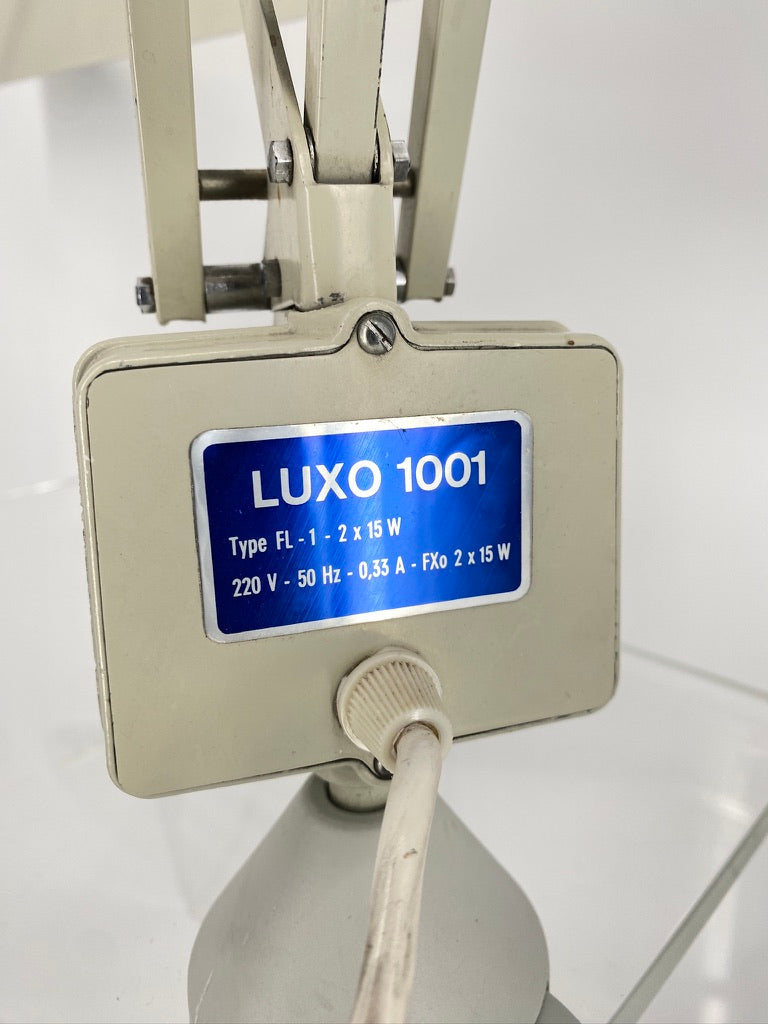 LUXO 1001
Type FL - 1 - 2 x 15 W
220 V - 50 Hz - 0,33 A - FXo 2 x 15 W